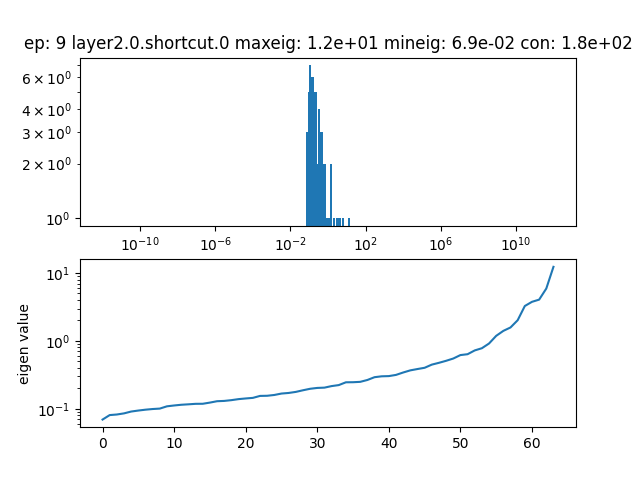 ep: 9 layer2.0.shortcut.0 maxeig: 1.2e+01 mineig: 6.9e-02 con: 1.8e+02
6 × 10⁰
4 × 10⁰
3 × 10⁰
2 × 10⁰
10⁰
10⁻¹⁰ 10⁻⁶ 10⁻² 10² 10⁶ 10¹⁰
eigen value
10¹
10⁰
10⁻¹
0 10 20 30 40 50 60